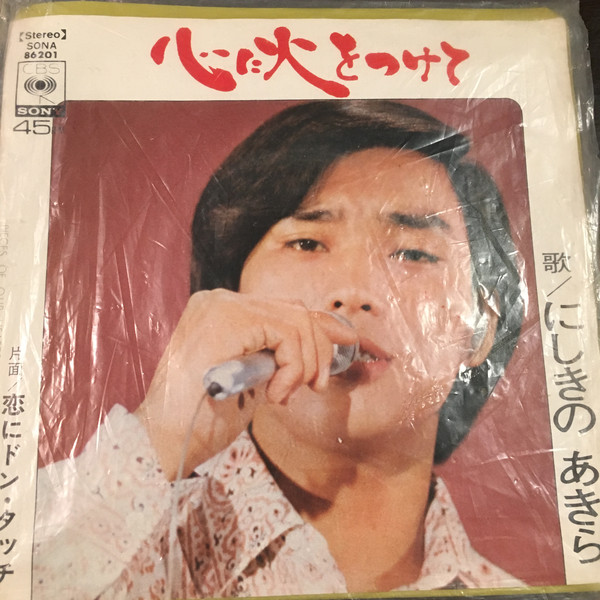 【Stereo】
SONA
86201
CBS
SONY
45
心に火をつけて
歌/にしきの あきら
片面/恋にドン・タッチ